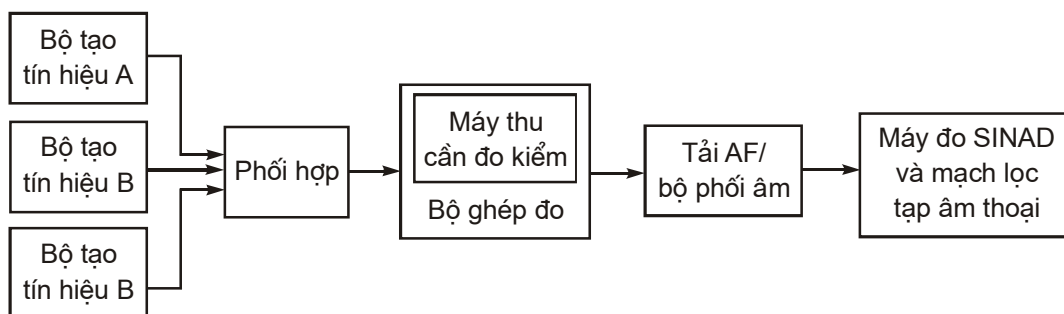 Bộ tạo
tín hiệu A
Bộ tạo
tín hiệu B
Bộ tạo
tín hiệu B
Phối hợp
Máy thu
cần đo kiểm
Bộ ghép đo
Tải AF/
bộ phối âm
Máy đo SINAD
và mạch lọc
tạp âm thoại